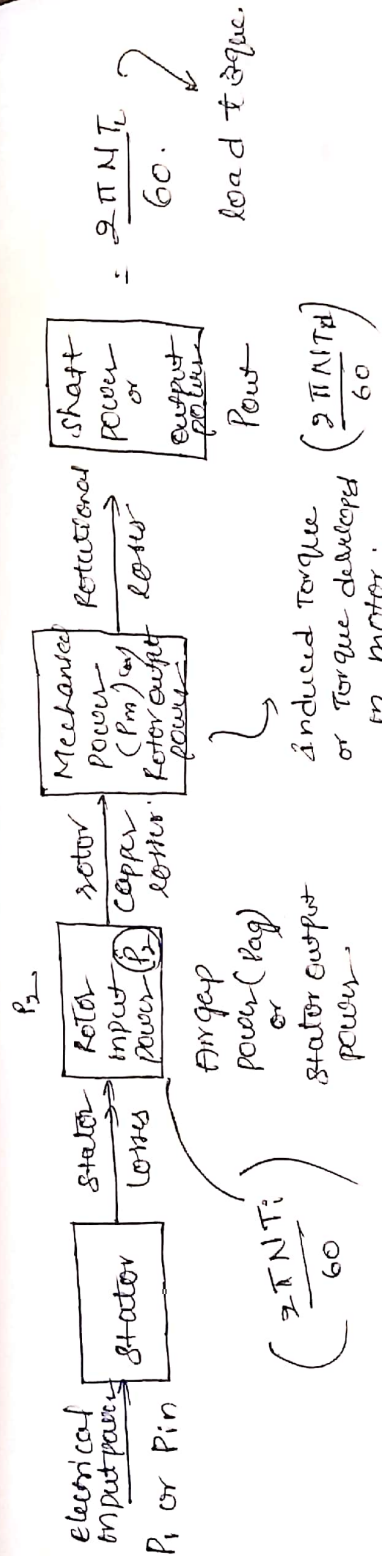 electrical
input power
P₁ or Pin
stator
stator
losses
P₂
Rotor
input
power (P₂)
Airgap
power (Pag)
or
stator output
power.
(2πNTi / 60)
rotor
copper
losses.
Mechanical
power
(Pm) (or)
Rotor output
power
induced Torque
or Torque developed
in motor.
Rotational
losses
Shaft
power
or
output
power
Pout
(2πNTd / 60)
= 2πNTL / 60.
load torque.